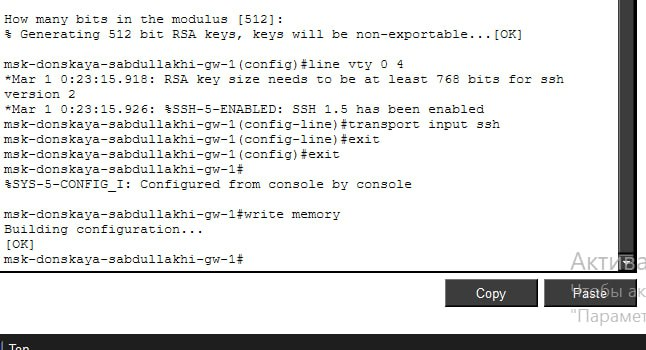 How many bits in the modulus [512]:
% Generating 512 bit RSA keys, keys will be non-exportable...[OK]
msk-donskaya-sabdullakhi-gw-1(config)#line vty 0 4
*Mar 1 0:23:15.918: RSA key size needs to be at least 768 bits for ssh
version 2
*Mar 1 0:23:15.926: %SSH-5-ENABLED: SSH 1.5 has been enabled
msk-donskaya-sabdullakhi-gw-1(config-line)#transport input ssh
msk-donskaya-sabdullakhi-gw-1(config-line)#exit
msk-donskaya-sabdullakhi-gw-1(config)#exit
msk-donskaya-sabdullakhi-gw-1#
%SYS-5-CONFIG_I: Configured from console by console
msk-donskaya-sabdullakhi-gw-1#write memory
Building configuration...
[OK]
msk-donskaya-sabdullakhi-gw-1#
Актива
Copy
Paste
Чтобы ак
"Парамет
Top